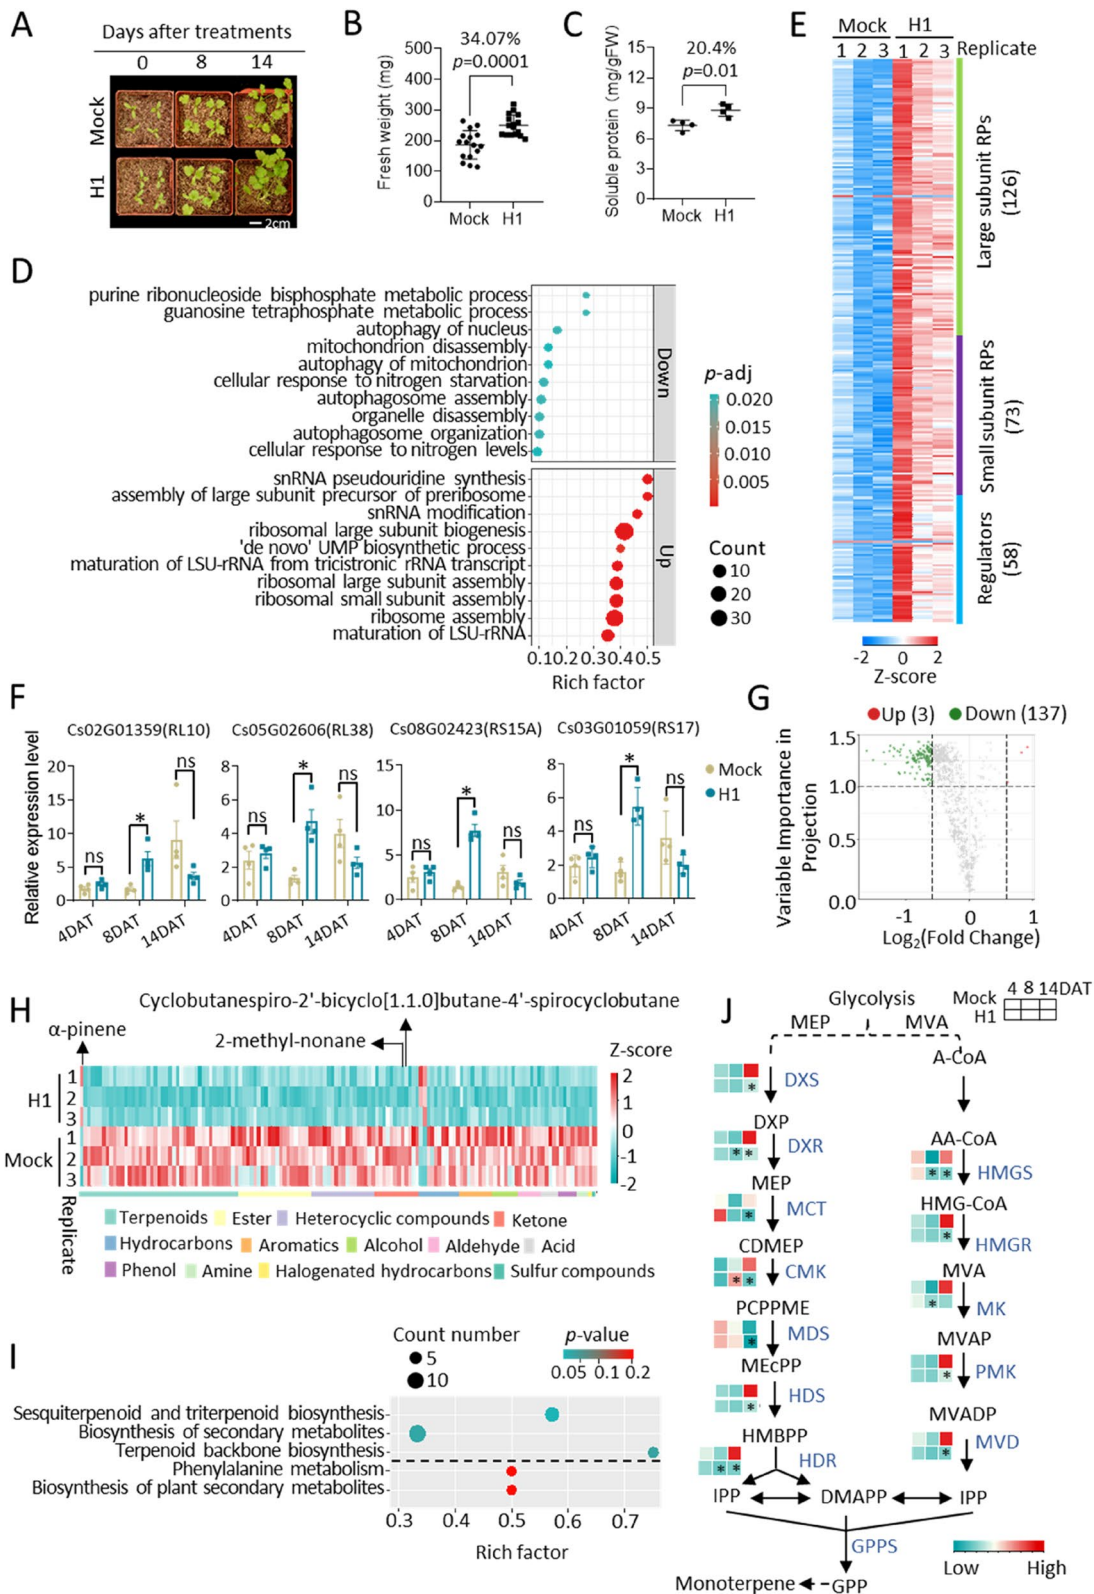 A
Days after treatments
0 8 14
Mock
H1
2cm
B
34.07%
p=0.0001
Fresh weight (mg)
500
400
300
200
100
0
Mock H1
C
20.4%
p=0.01
Soluble protein (mg/gFW)
15
12
9
6
3
0
Mock H1
D
purine ribonucleoside bisphosphate metabolic process
guanosine tetraphosphate metabolic process
autophagy of nucleus
mitochondrion disassembly
autophagy of mitochondrion
cellular response to nitrogen starvation
autophagosome assembly
organelle disassembly
autophagosome organization
cellular response to nitrogen levels
Down
snRNA pseudouridine synthesis
assembly of large subunit precursor of preribosome
snRNA modification
ribosomal large subunit biogenesis
'de novo' UMP biosynthetic process
maturation of LSU-rRNA from tricistronic rRNA transcript
ribosomal large subunit assembly
ribosomal small subunit assembly
ribosome assembly
maturation of LSU-rRNA
Up
0.1 0.2 0.3 0.4 0.5
Rich factor
p-adj
0.020
0.015
0.010
0.005
Count
10
20
30
E
Mock H1
1 2 3 1 2 3 Replicate
Large subunit RPs
(126)
Small subunit RPs
(73)
Regulators
(58)
-2 0 2
Z-score
F
Relative expression level
Cs02G01359(RL10)
20
15
10
5
0
ns * ns
4DAT 8DAT 14DAT
Cs05G02606(RL38)
8
6
4
2
0
ns * ns
4DAT 8DAT 14DAT
Cs08G02423(RS15A)
15
10
5
0
ns * ns
4DAT 8DAT 14DAT
Cs03G01059(RS17)
8
6
4
2
0
ns * ns
4DAT 8DAT 14DAT
Mock
H1
G
Up (3) Down (137)
Variable Importance in
Projection
1.5
1.0
0.5
0.0
-1 0 1
Log2(Fold Change)
H
Cyclobutanespiro-2'-bicyclo[1.1.0]butane-4'-spirocyclobutane
α-pinene
2-methyl-nonane
H1
1
2
3
Mock
1
2
3
Replicate
Z-score
2
1
0
-1
-2
Terpenoids Ester Heterocyclic compounds Ketone
Hydrocarbons Aromatics Alcohol Aldehyde Acid
Phenol Amine Halogenated hydrocarbons Sulfur compounds
I
Count number
5
10
p-value
0.05 0.1 0.2
Sesquiterpenoid and triterpenoid biosynthesis
Biosynthesis of secondary metabolites
Terpenoid backbone biosynthesis
Phenylalanine metabolism
Biosynthesis of plant secondary metabolites
0.3 0.4 0.5 0.6 0.7
Rich factor
J
4 8 14DAT
Mock
H1
Glycolysis
MEP MVA
DXS
*
DXP
DXR
* *
MEP
MCT
*
CDMEP
CMK
* *
PCPPME
MDS
*
MEcPP
HDS
*
HMBPP
HDR
* *
A-CoA
AA-CoA
HMGS
* *
HMG-CoA
HMGR
*
MVA
MK
*
MVAP
PMK
*
MVADP
MVD
*
IPP DMAPP IPP
GPPS
Monoterpene GPP
Low High